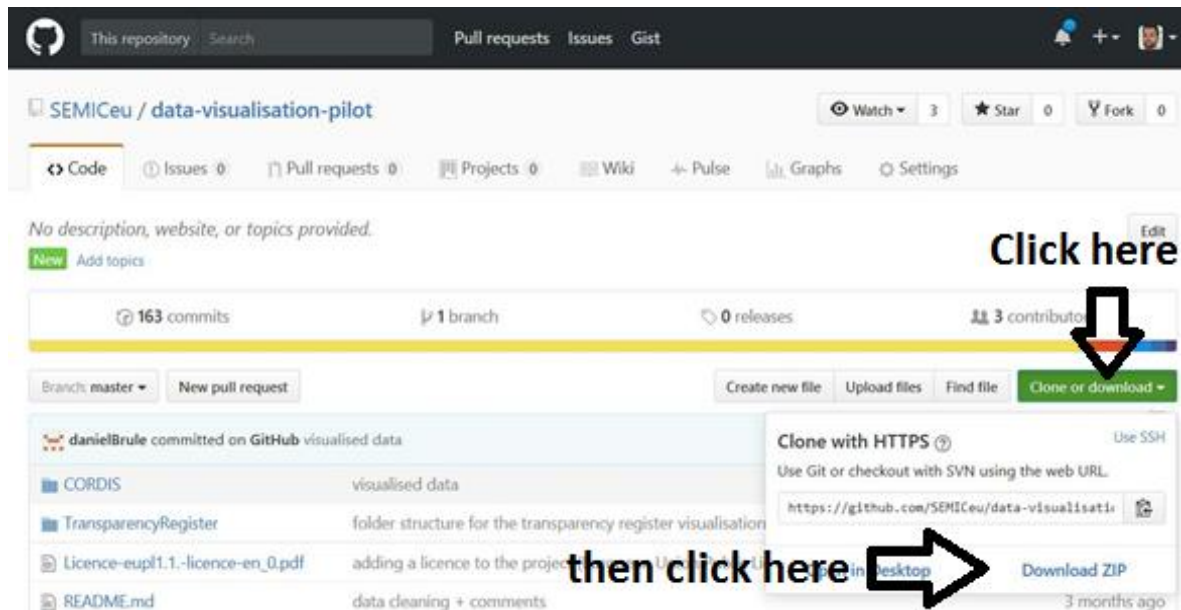 This repository Search Pull requests Issues Gist
SEMICeu / data-visualisation-pilot Watch 3 Star 0 Fork 0
Code Issues 0 Pull requests 0 Projects 0 Wiki Pulse Graphs Settings
No description, website, or topics provided. Edit
New Add topics
Click here
163 commits 1 branch 0 releases 3 contributo
Branch: master New pull request Create new file Upload files Find file Clone or download
danielBrule committed on GitHub visualised data
Clone with HTTPS Use SSH
Use Git or checkout with SVN using the web URL.
https://github.com/SEMICeu/data-visualisati
CORDIS visualised data
TransparencyRegister folder structure for the transparency register visualisation
Licence-eupl1.1.-licence-en_0.pdf adding a licence to the projec
then click here
in Desktop Download ZIP
README.md data cleaning + comments 3 months ago